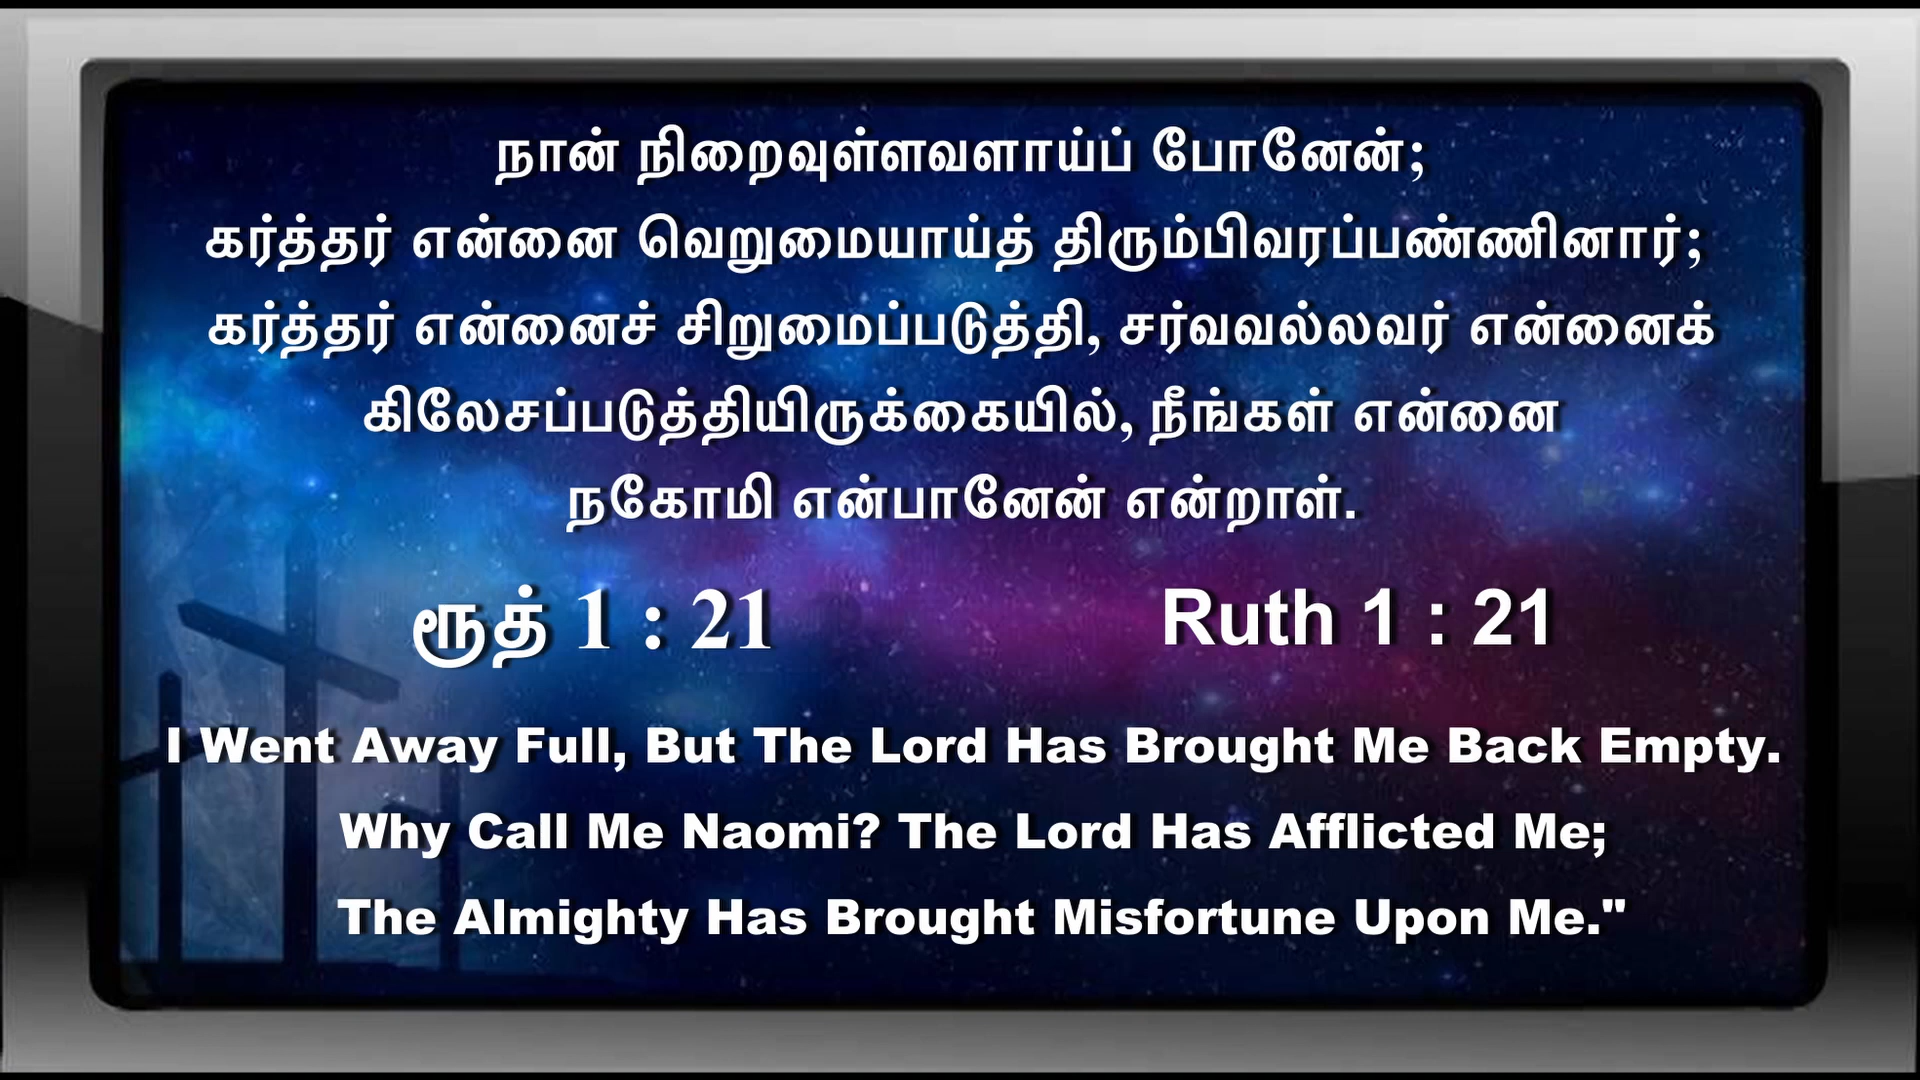 நான் நிறைவுள்ளவளாய்ப் போனேன்;
கர்த்தர் என்னை வெறுமையாய்த் திரும்பிவரப்பண்ணினார்;
கர்த்தர் என்னைச் சிறுமைப்படுத்தி, சர்வவல்லவர் என்னைக்
கிலேசப்படுத்தியிருக்கையில், நீங்கள் என்னை
நகோமி என்பானேன் என்றாள்.
ரூத் 1 : 21 Ruth 1 : 21
I Went Away Full, But The Lord Has Brought Me Back Empty.
Why Call Me Naomi? The Lord Has Afflicted Me;
The Almighty Has Brought Misfortune Upon Me."